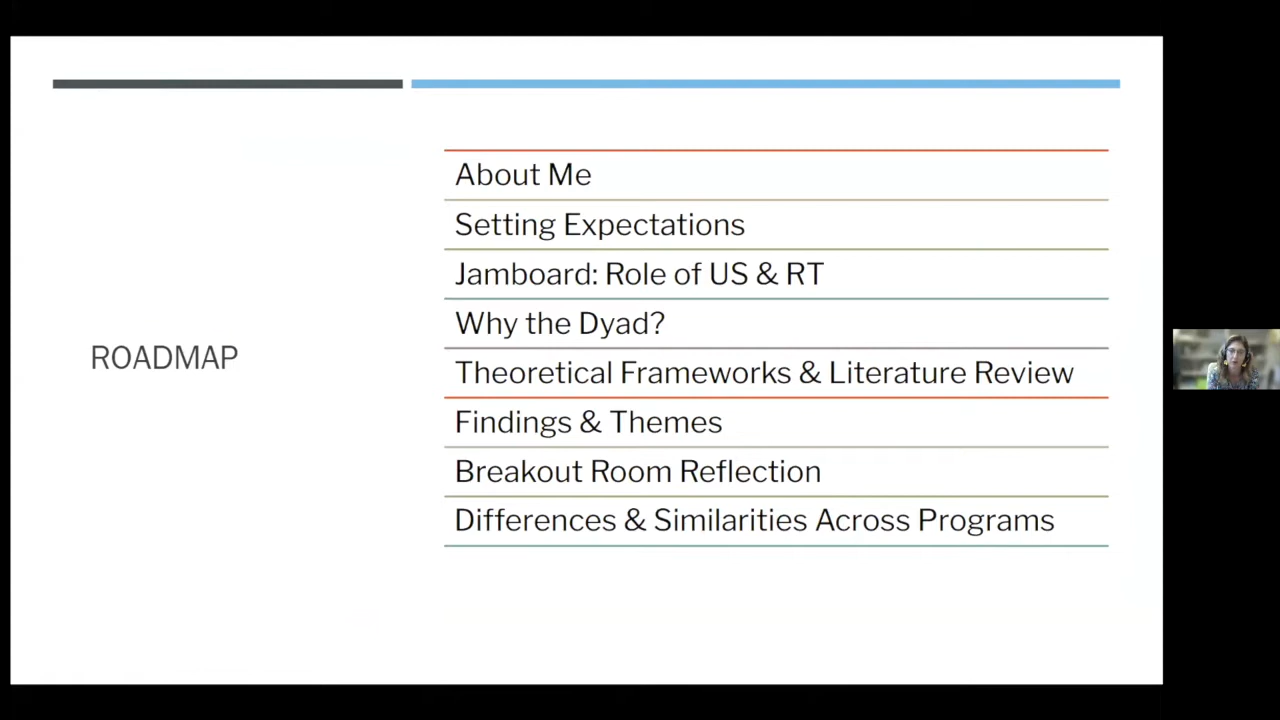 ROADMAP
About Me
Setting Expectations
Jamboard: Role of US & RT
Why the Dyad?
Theoretical Frameworks & Literature Review
Findings & Themes
Breakout Room Reflection
Differences & Similarities Across Programs